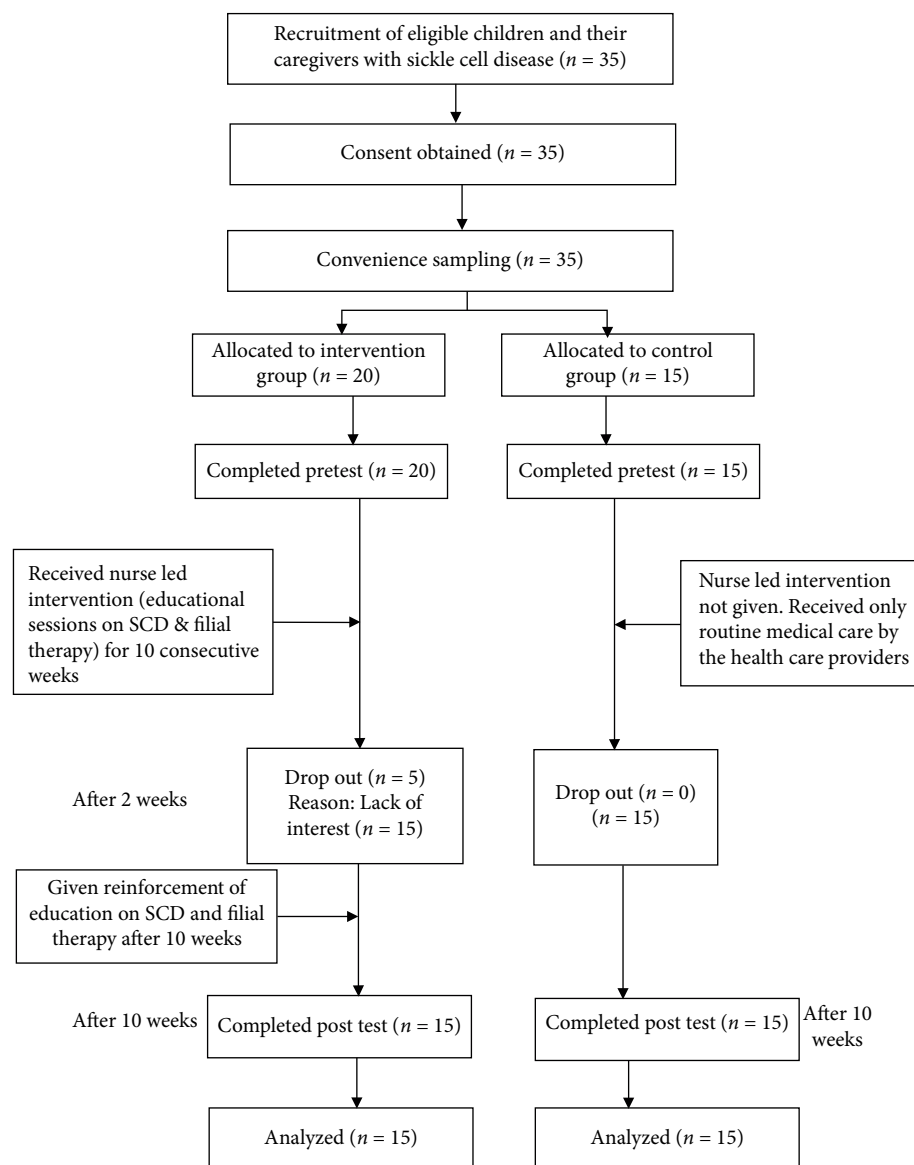 Recruitment of eligible children and their
caregivers with sickle cell disease (n = 35)
Consent obtained (n = 35)
Convenience sampling (n = 35)
Allocated to intervention
group (n = 20)
Allocated to control
group (n = 15)
Completed pretest (n = 20)
Completed pretest (n = 15)
Received nurse led
intervention (educational
sessions on SCD & filial
therapy) for 10 consecutive
weeks
Nurse led intervention
not given. Received only
routine medical care by
the health care providers
After 2 weeks
Drop out (n = 5)
Reason: Lack of
interest (n = 15)
Drop out (n = 0)
(n = 15)
Given reinforcement of
education on SCD and filial
therapy after 10 weeks
After 10 weeks
Completed post test (n = 15)
Completed post test (n = 15)
After 10
weeks
Analyzed (n = 15)
Analyzed (n = 15)